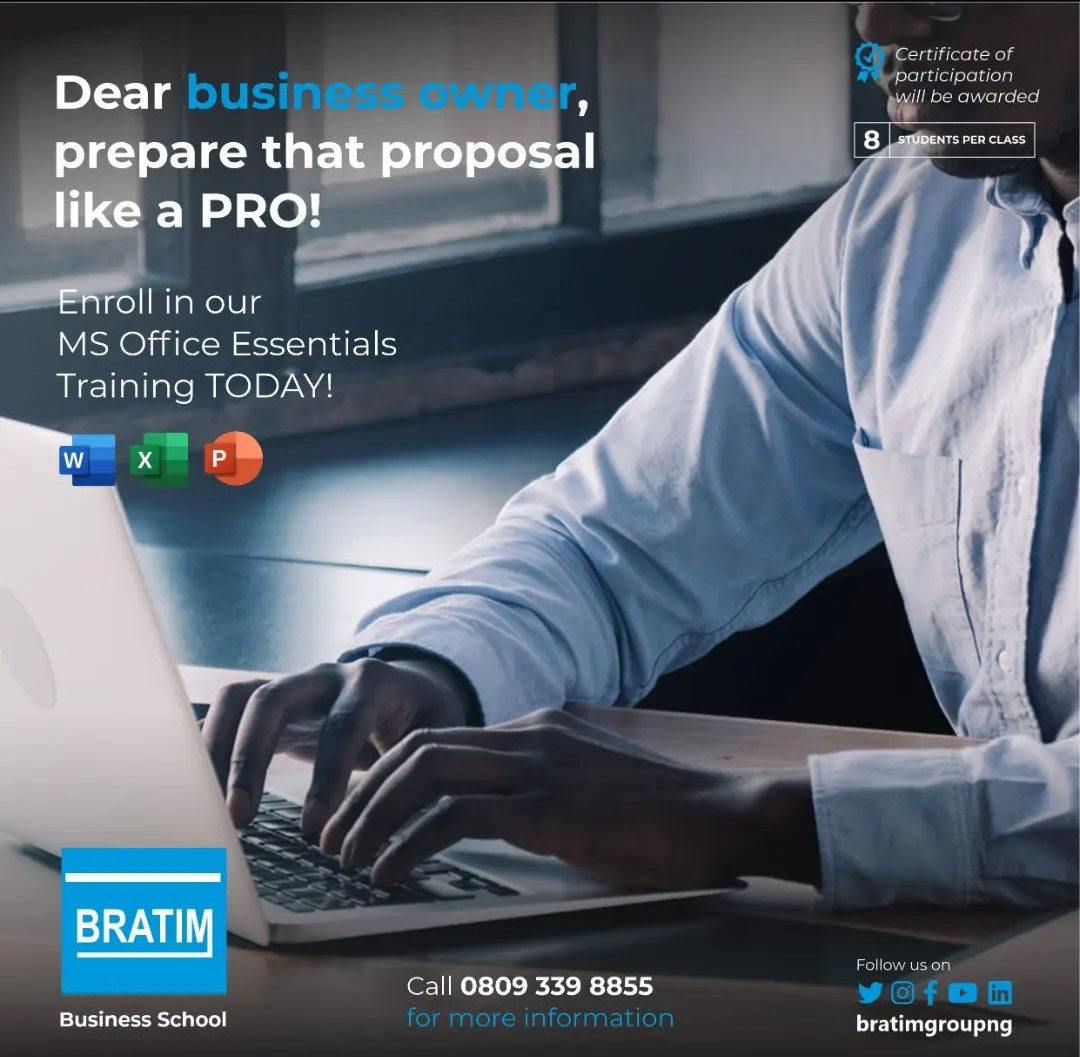 Dear business owner,
prepare that proposal
like a PRO!
Certificate of
participation
will be awarded
8 STUDENTS PER CLASS
Enroll in our
MS Office Essentials
Training TODAY!
W X P
BRATIM
Business School
Call 0809 339 8855
for more information
Follow us on
bratimgroupng